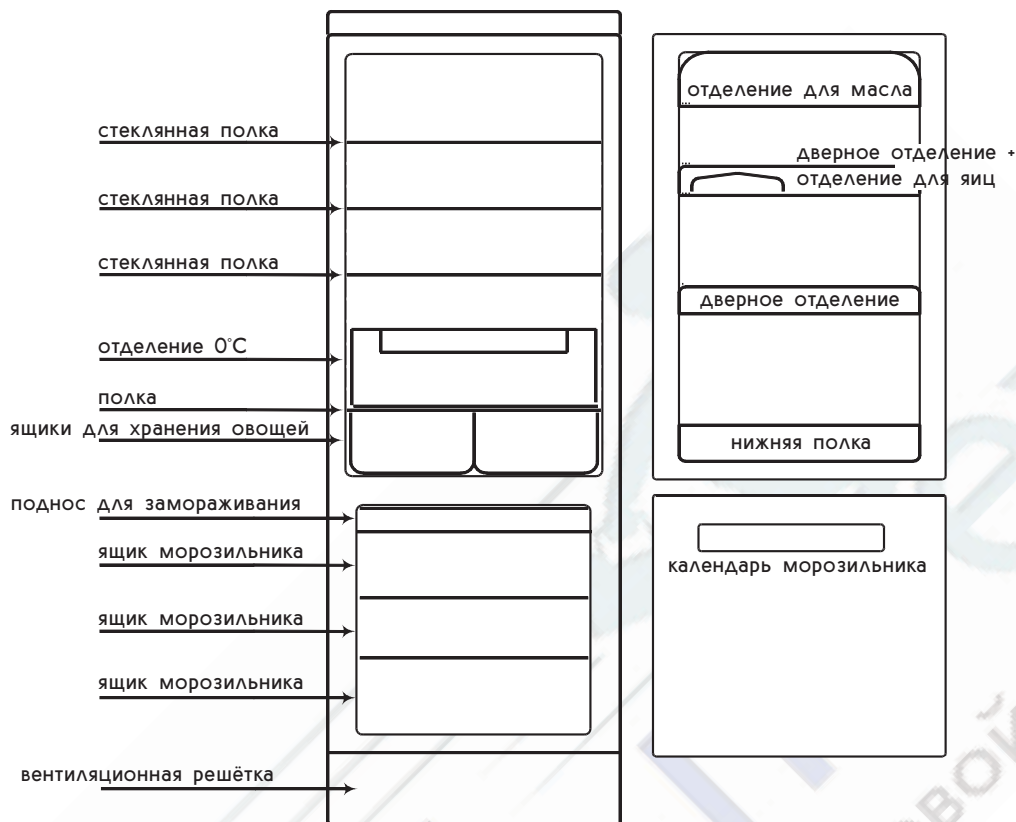 стеклянная полка
стеклянная полка
стеклянная полка
отделение 0°С
полка
ящики для хранения овощей
поднос для замораживания
ящик морозильника
ящик морозильника
ящик морозильника
вентиляционная решётка
отделение для масла
дверное отделение +
отделение для яиц
дверное отделение
нижняя полка
календарь морозильника